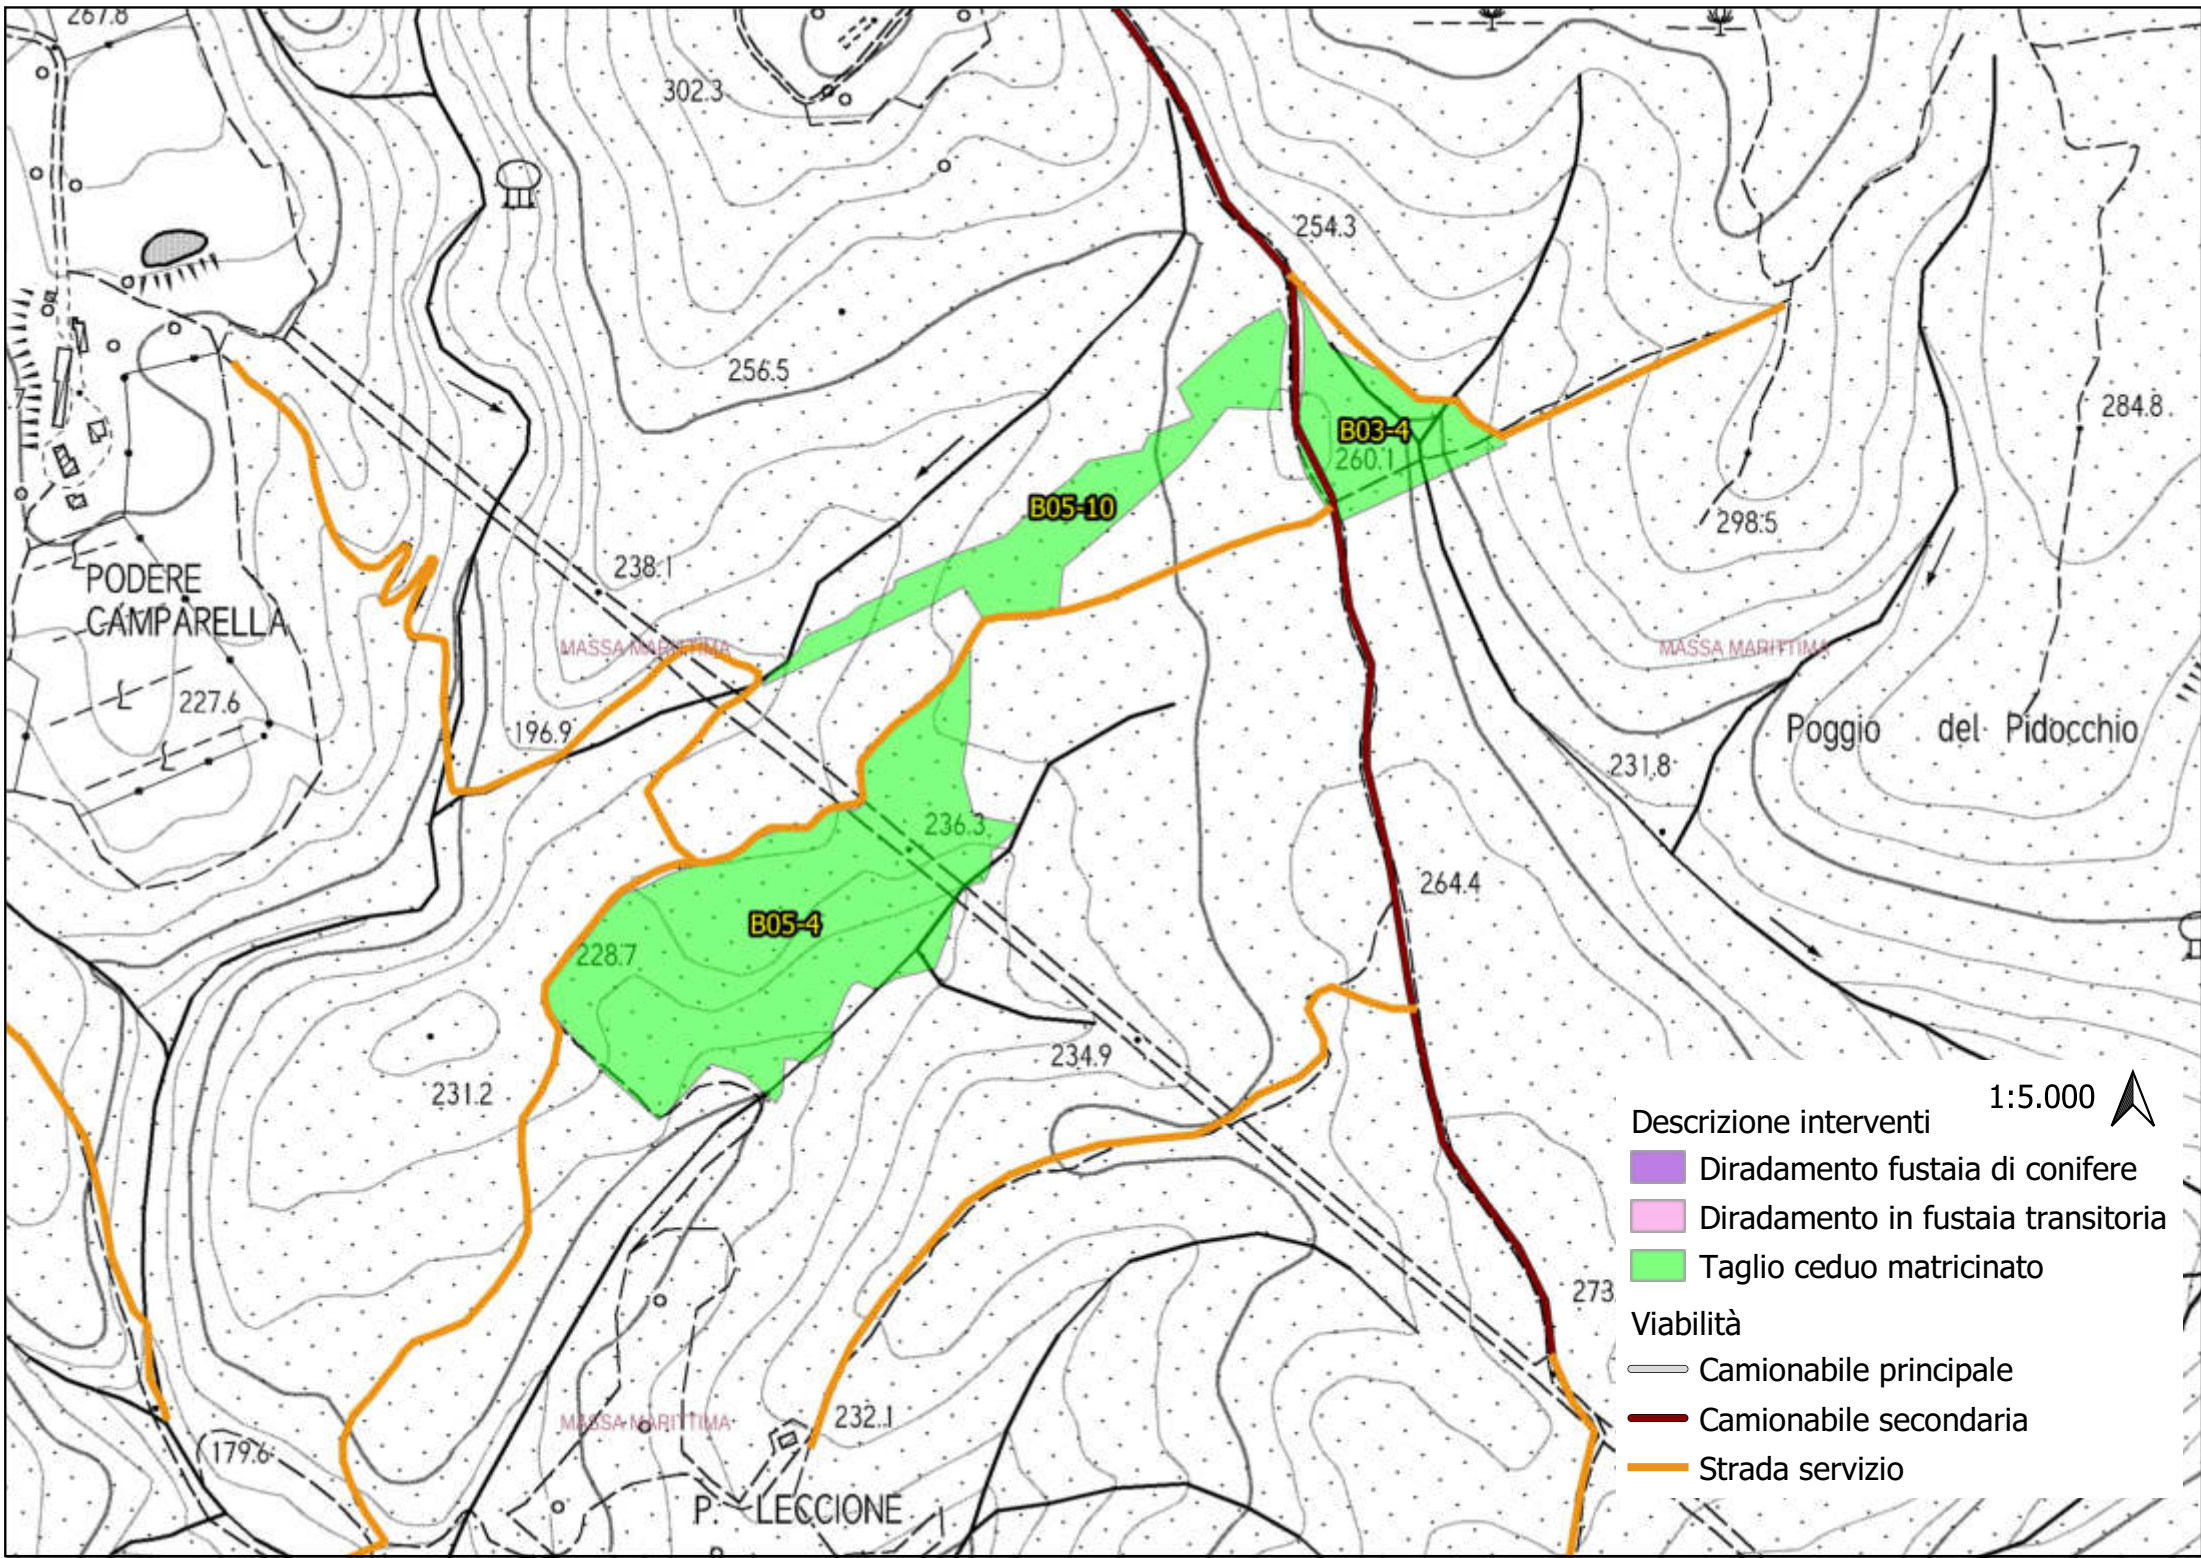 267.8
302.3
254.3
256.5
284.8
B03-4
260.1
B05-10
298.5
238.1
PODERE
CAMPARELLA
MASSA MARITTIMA
MASSA MARITTIMA
227.6
196.9
Poggio del Pidocchio
231.8
236.3
264.4
B05-4
228.7
234.9
231.2
1:5.000
Descrizione interventi
Diradamento fustaia di conifere
Diradamento in fustaia transitoria
Taglio ceduo matricinato
273.
Viabilità
Camionabile principale
Camionabile secondaria
Strada servizio
MASSA MARITTIMA
232.1
179.6
P. LECCIONE